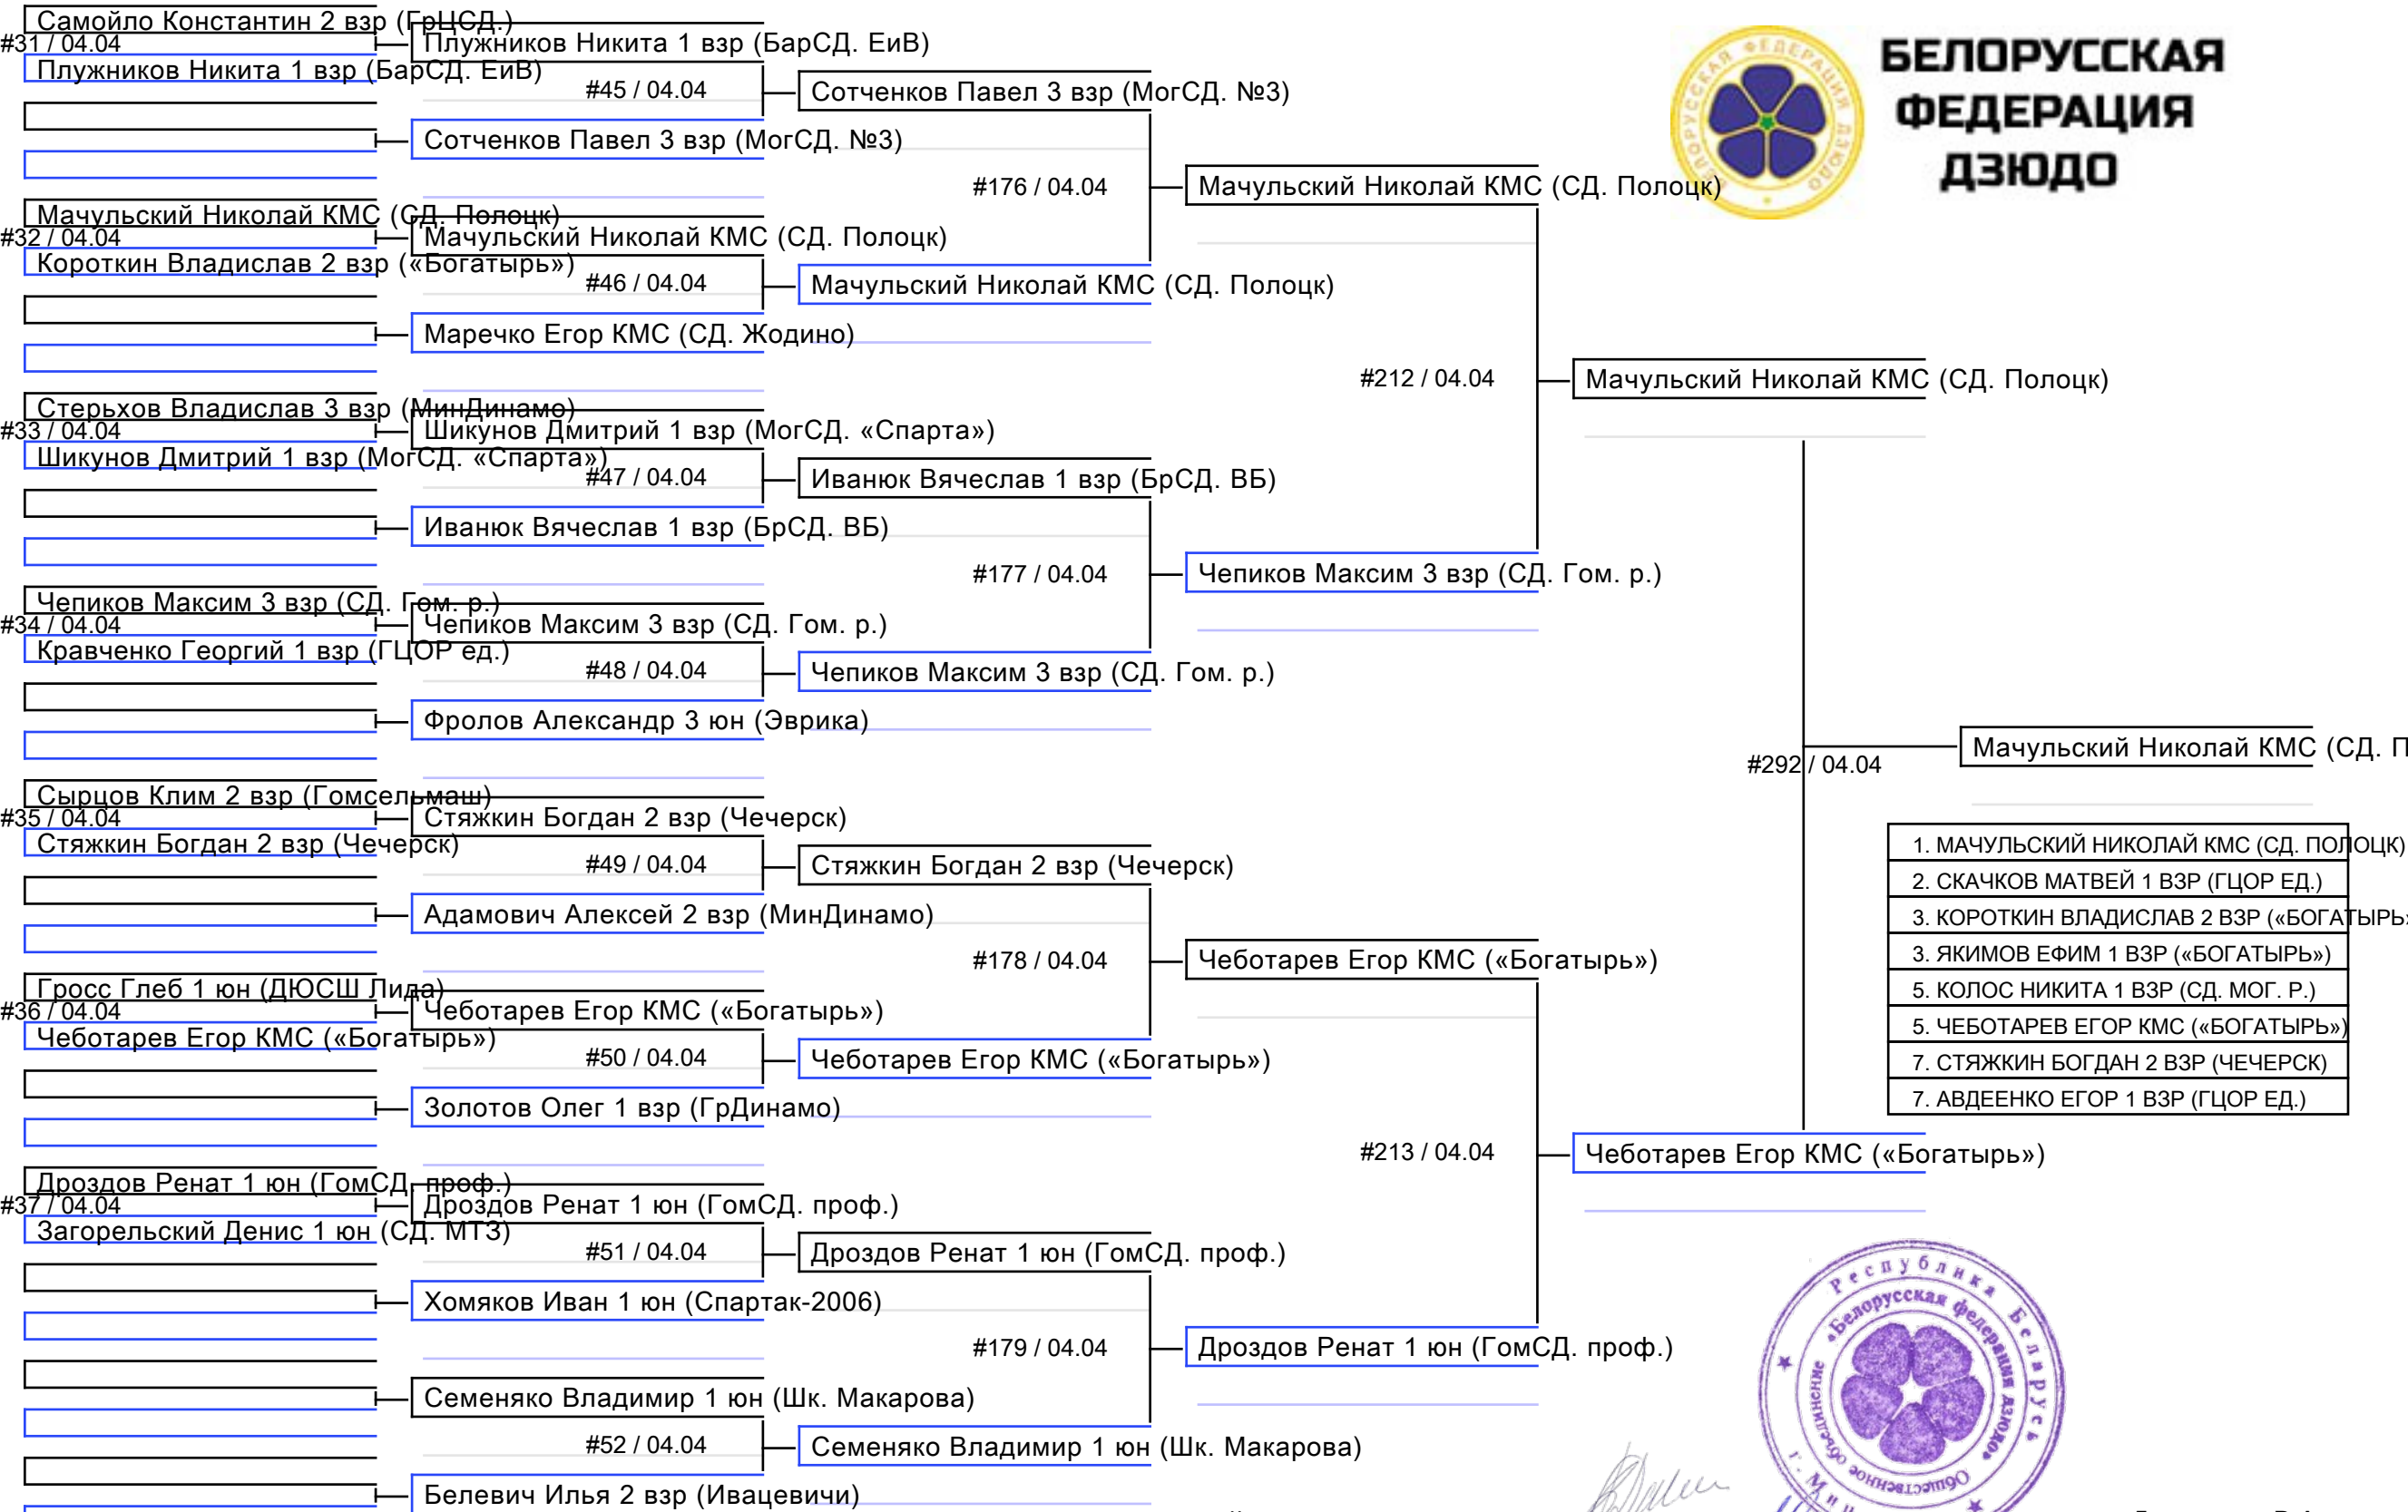 Самойло Константин 2 взр (ГрЦСД.)
#31 / 04.04
Плужников Никита 1 взр (БарСД. ЕиВ)
Плужников Никита 1 взр (БарСД. ЕиВ)
#45 / 04.04
Сотченков Павел 3 взр (МогСД. №3)
Сотченков Павел 3 взр (МогСД. №3)
#176 / 04.04
Мачульский Николай КМС (СД. Полоцк)
БЕЛОРУССКАЯ
ФЕДЕРАЦИЯ
ДЗЮДО
БЕЛОРУССКАЯ ФЕДЕРАЦИЯ ДЗЮДО
Мачульский Николай КМС (СД. Полоцк)
#32 / 04.04
Мачульский Николай КМС (СД. Полоцк)
Короткин Владислав 2 взр («Богатырь»)
#46 / 04.04
Мачульский Николай КМС (СД. Полоцк)
Маречко Егор КМС (СД. Жодино)
#212 / 04.04
Мачульский Николай КМС (СД. Полоцк)
Стерьхов Владислав 3 взр (МинДинамо)
#33 / 04.04
Шикунов Дмитрий 1 взр (МогСД. «Спарта»)
Шикунов Дмитрий 1 взр (МогСД. «Спарта»)
#47 / 04.04
Иванюк Вячеслав 1 взр (БрСД. ВБ)
Иванюк Вячеслав 1 взр (БрСД. ВБ)
#177 / 04.04
Чепиков Максим 3 взр (СД. Гом. р.)
Чепиков Максим 3 взр (СД. Гом. р.)
#34 / 04.04
Чепиков Максим 3 взр (СД. Гом. р.)
Кравченко Георгий 1 взр (ГЦОР ед.)
#48 / 04.04
Чепиков Максим 3 взр (СД. Гом. р.)
Фролов Александр 3 юн (Эврика)
#292 / 04.04
Мачульский Николай КМС (СД. П
Сырцов Клим 2 взр (Гомсельмаш)
#35 / 04.04
Стяжкин Богдан 2 взр (Чечерск)
Стяжкин Богдан 2 взр (Чечерск)
#49 / 04.04
Стяжкин Богдан 2 взр (Чечерск)
Адамович Алексей 2 взр (МинДинамо)
#178 / 04.04
Чеботарев Егор КМС («Богатырь»)
1. МАЧУЛЬСКИЙ НИКОЛАЙ КМС (СД. ПОЛОЦК)
2. СКАЧКОВ МАТВЕЙ 1 ВЗР (ГЦОР ЕД.)
3. КОРОТКИН ВЛАДИСЛАВ 2 ВЗР («БОГАТЫРЬ»
3. ЯКИМОВ ЕФИМ 1 ВЗР («БОГАТЫРЬ»)
5. КОЛОС НИКИТА 1 ВЗР (СД. МОГ. Р.)
5. ЧЕБОТАРЕВ ЕГОР КМС («БОГАТЫРЬ»)
7. СТЯЖКИН БОГДАН 2 ВЗР (ЧЕЧЕРСК)
7. АВДЕЕНКО ЕГОР 1 ВЗР (ГЦОР ЕД.)
Гросс Глеб 1 юн (ДЮСШ Лида)
#36 / 04.04
Чеботарев Егор КМС («Богатырь»)
Чеботарев Егор КМС («Богатырь»)
#50 / 04.04
Чеботарев Егор КМС («Богатырь»)
Золотов Олег 1 взр (ГрДинамо)
#213 / 04.04
Чеботарев Егор КМС («Богатырь»)
Дроздов Ренат 1 юн (ГомСД. проф.)
#37 / 04.04
Дроздов Ренат 1 юн (ГомСД. проф.)
Загорельский Денис 1 юн (СД. МТЗ)
#51 / 04.04
Дроздов Ренат 1 юн (ГомСД. проф.)
Хомяков Иван 1 юн (Спартак-2006)
#179 / 04.04
Дроздов Ренат 1 юн (ГомСД. проф.)
Семеняко Владимир 1 юн (Шк. Макарова)
#52 / 04.04
Семеняко Владимир 1 юн (Шк. Макарова)
Белевич Илья 2 взр (Ивацевичи)
Республика Беларусь
Общественное объединение
«Белорусская федерация дзюдо»